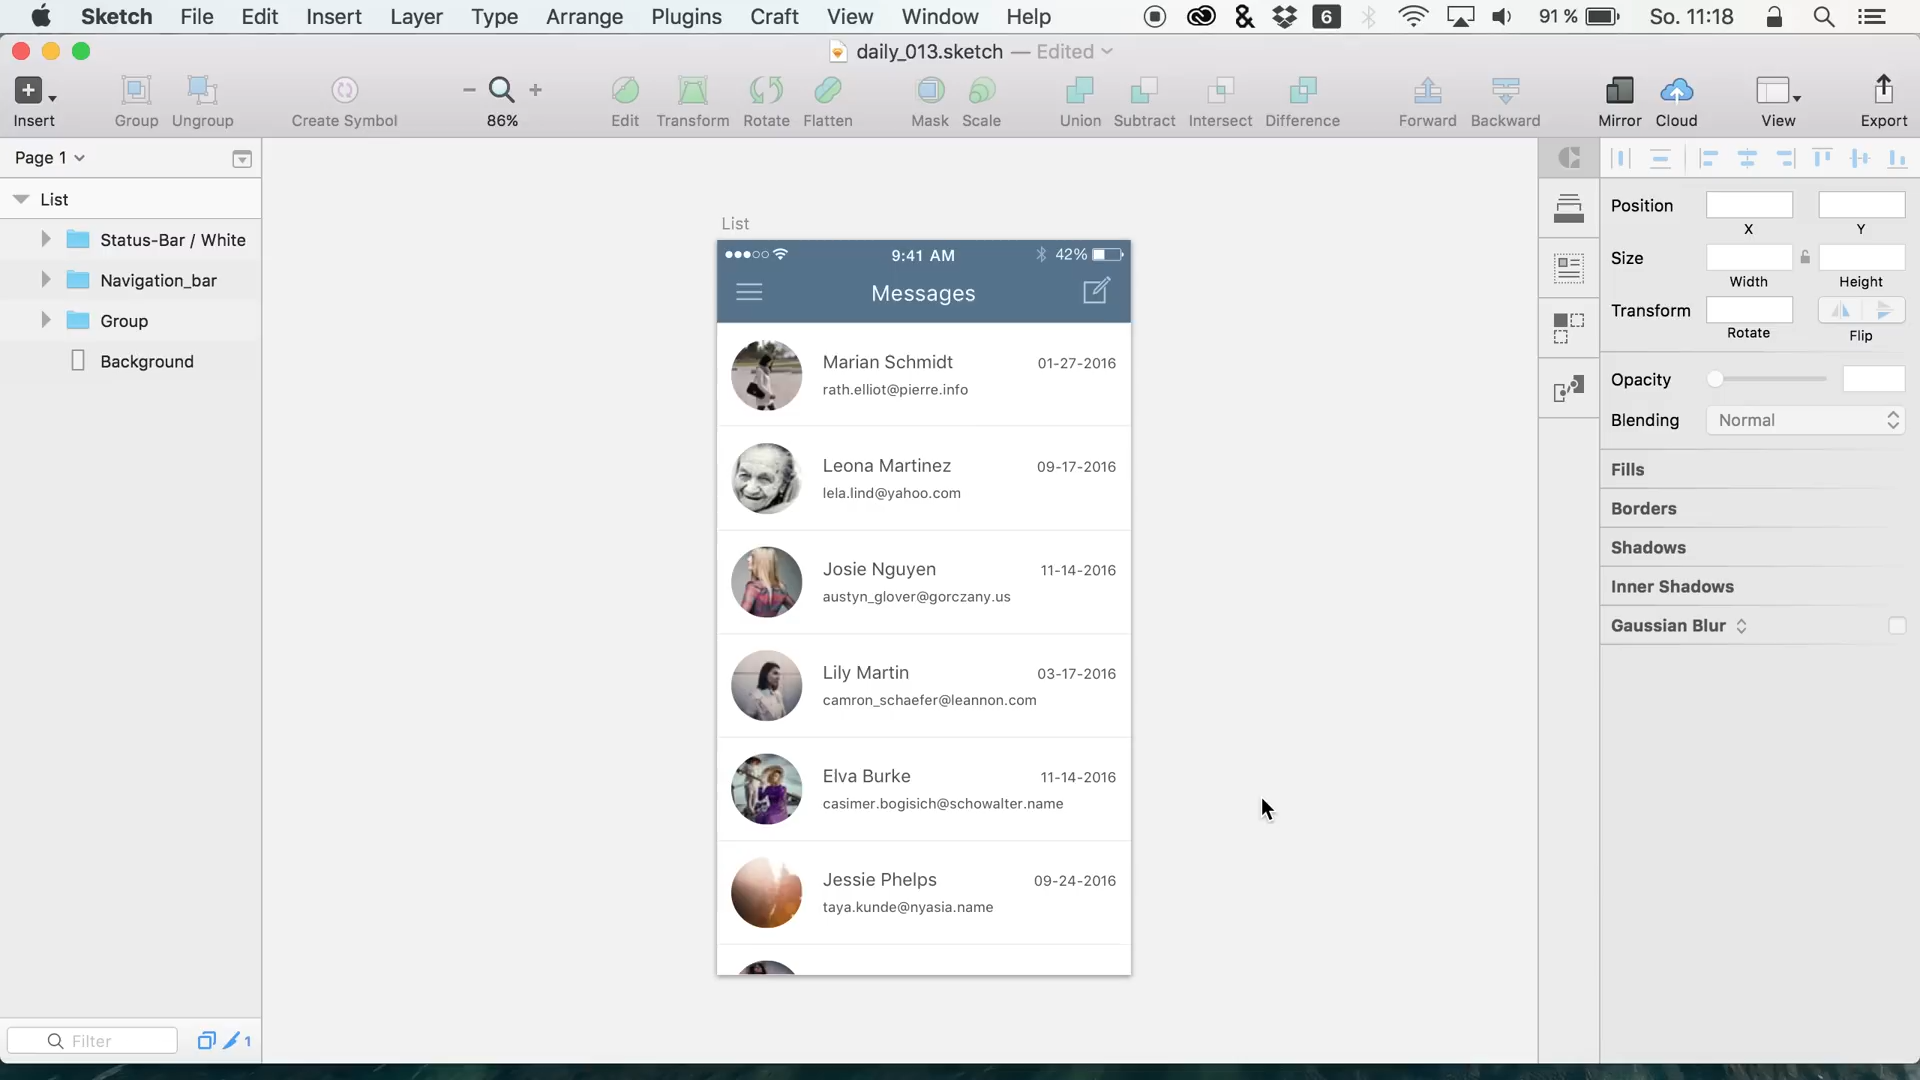 Sketch File Edit Insert Layer Type Arrange Plugins Craft View Window Help 6 91 % So. 11:18
daily_013.sketch — Edited
Insert Group Ungroup Create Symbol 86% Edit Transform Rotate Flatten Mask Scale Union Subtract Intersect Difference Forward Backward Mirror Cloud View Export
Page 1
List
Status-Bar / White
Navigation_bar
Group
Background
Filter 1
List
9:41 AM 42%
Messages
Marian Schmidt 01-27-2016
rath.elliot@pierre.info
Leona Martinez 09-17-2016
lela.lind@yahoo.com
Josie Nguyen 11-14-2016
austyn_glover@gorczany.us
Lily Martin 03-17-2016
camron_schaefer@leannon.com
Elva Burke 11-14-2016
casimer.bogisich@schowalter.name
Jessie Phelps 09-24-2016
taya.kunde@nyasia.name
Position
X Y
Size
Width Height
Transform
Rotate Flip
Opacity
Blending Normal
Fills
Borders
Shadows
Inner Shadows
Gaussian Blur